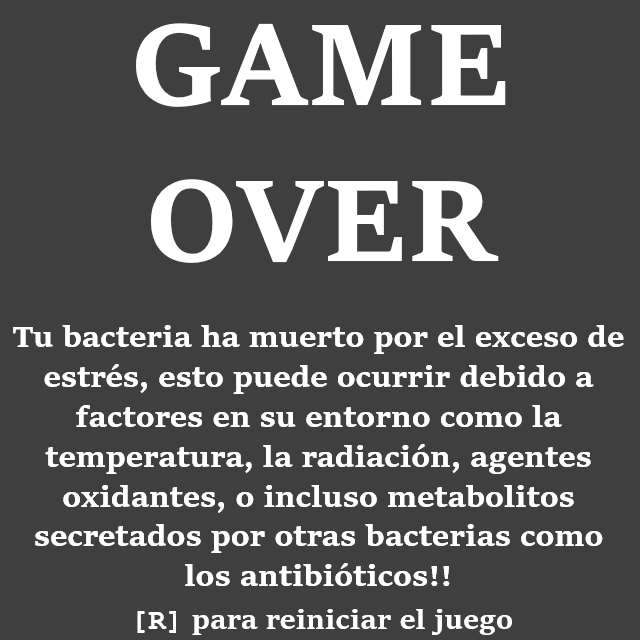 GAME
OVER
Tu bacteria ha muerto por el exceso de
estrés, esto puede ocurrir debido a
factores en su entorno como la
temperatura, la radiación, agentes
oxidantes, o incluso metabolitos
secretados por otras bacterias como
los antibióticos!!
[R] para reiniciar el juego